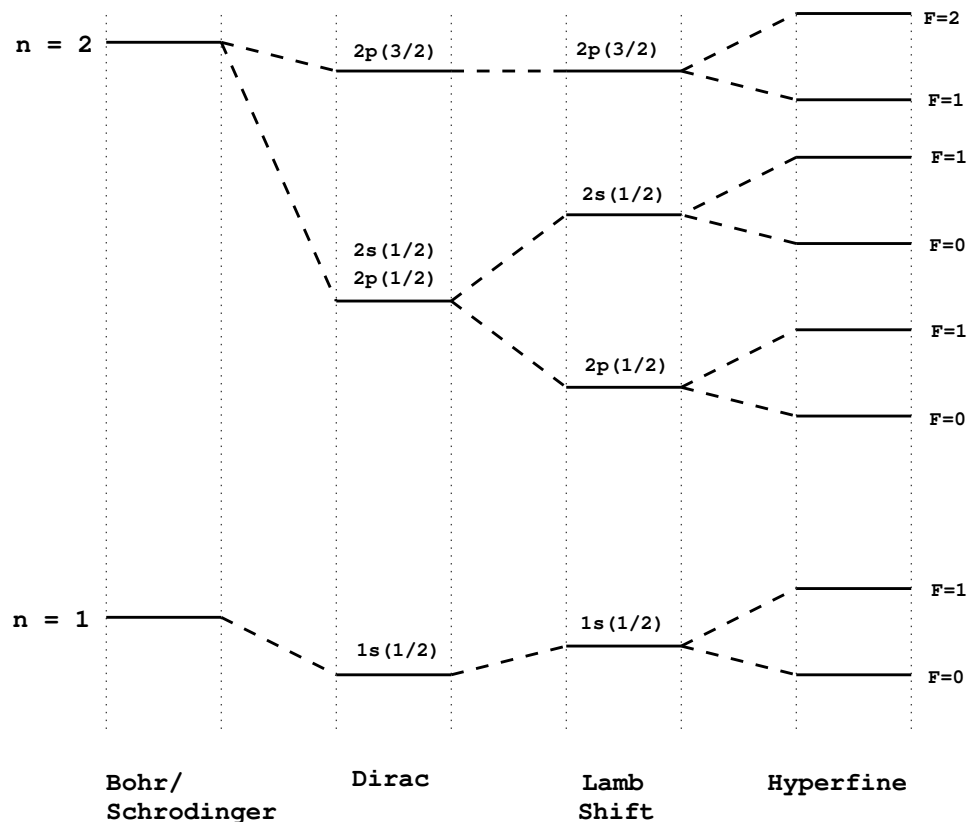 n = 2
2p(3/2)
2p(3/2)
F=2
F=1
F=1
2s(1/2)
F=0
2s(1/2)
2p(1/2)
F=1
2p(1/2)
F=0
n = 1
1s(1/2)
1s(1/2)
F=1
F=0
Bohr/
Schrodinger
Dirac
Lamb
Shift
Hyperfine